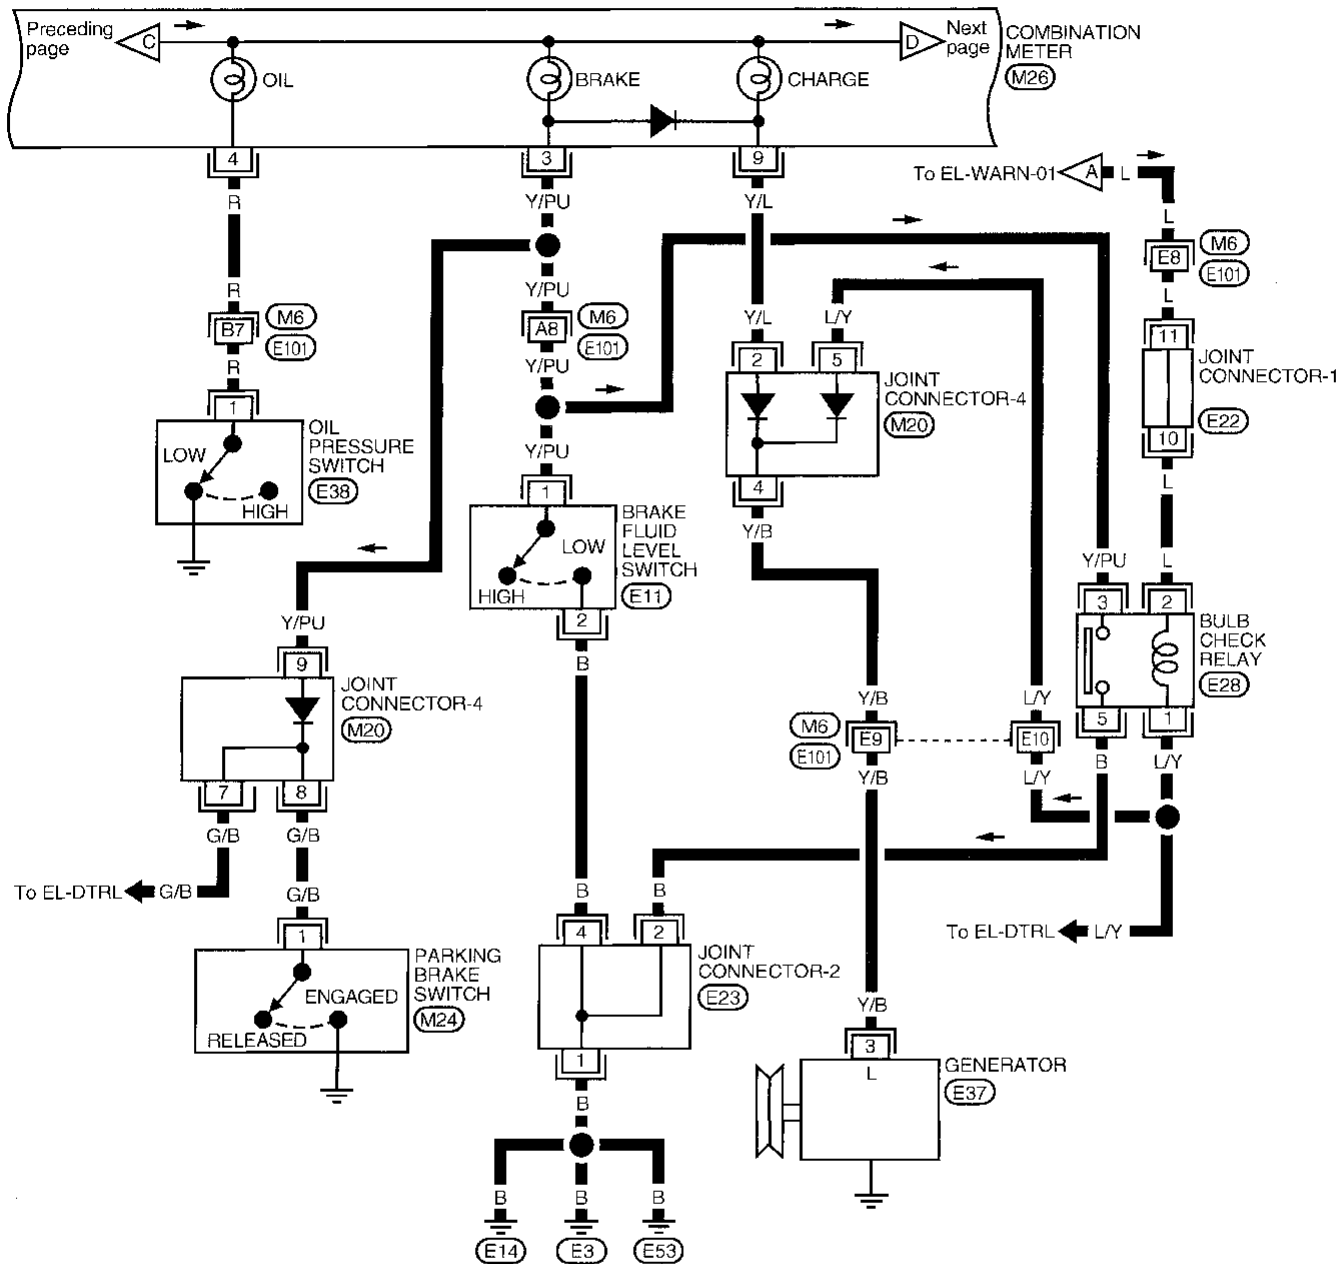 Preceding
page
C
D
Next
page
COMBINATION
METER
M26
OIL
BRAKE
CHARGE
4
3
9
R
Y/PU
Y/L
To EL-WARN-01
A
L
L
M6
E8
E101
L
R
Y/PU
Y/L
L/Y
B7
M6
E101
A8
M6
E101
R
Y/PU
2
5
11
JOINT
CONNECTOR-1
E22
10
JOINT
CONNECTOR-4
M20
1
OIL
PRESSURE
SWITCH
E38
LOW
HIGH
Y/PU
4
L
1
BRAKE
FLUID
LEVEL
SWITCH
E11
LOW
HIGH
2
Y/B
Y/PU
L
3
2
BULB
CHECK
RELAY
E28
5
1
Y/PU
B
9
JOINT
CONNECTOR-4
M20
7
8
Y/B
L/Y
M6
E101
E9
E10
B
L/Y
Y/B
L/Y
G/B
G/B
To EL-DTRL
G/B
G/B
B
B
To EL-DTRL
L/Y
1
4
2
JOINT
CONNECTOR-2
E23
PARKING
BRAKE
SWITCH
M24
ENGAGED
RELEASED
Y/B
1
3
L
GENERATOR
E37
B
B
B
B
E14
E3
E53